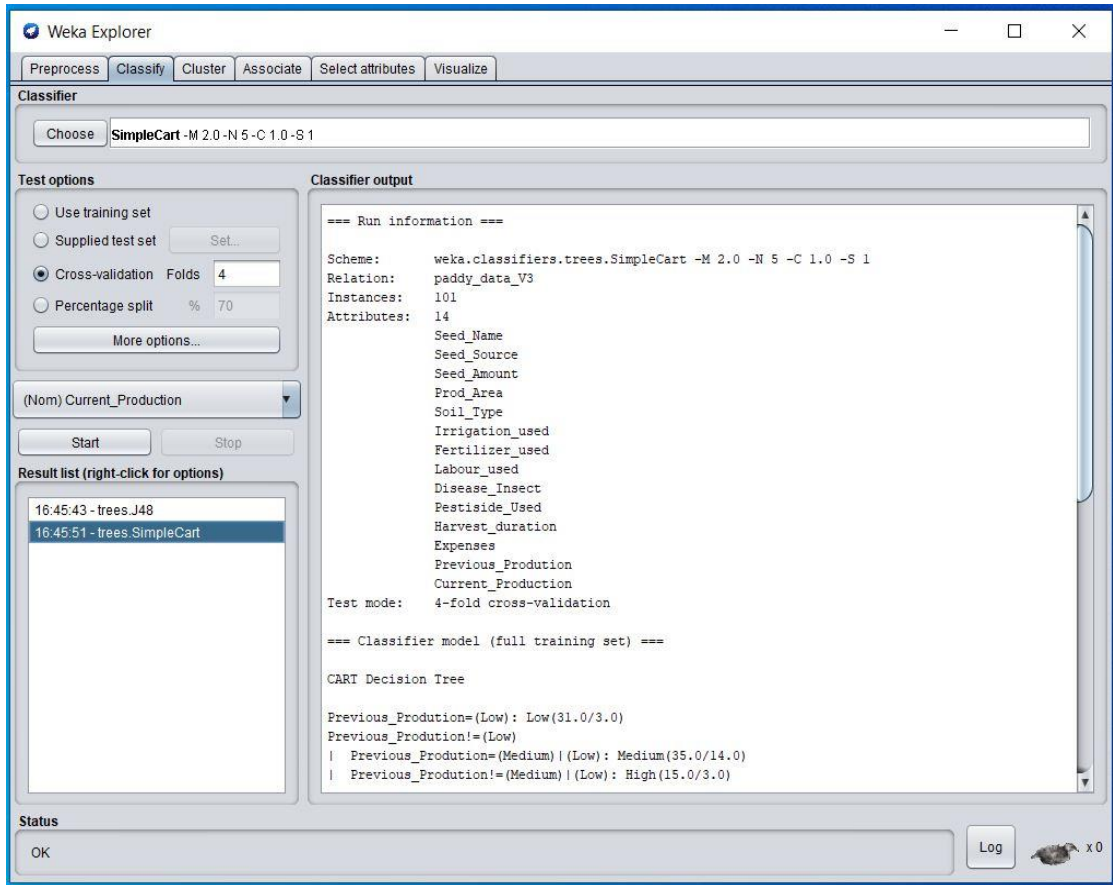 Weka Explorer
Preprocess Classify Cluster Associate Select attributes Visualize
Classifier
Choose SimpleCart -M 2.0 -N 5 -C 1.0 -S 1
Test options
Use training set
Supplied test set Set...
Cross-validation Folds 4
Percentage split % 70
More options...
(Nom) Current_Production
Start Stop
Result list (right-click for options)
16:45:43 - trees.J48
16:45:51 - trees.SimpleCart
Classifier output
=== Run information ===
Scheme: weka.classifiers.trees.SimpleCart -M 2.0 -N 5 -C 1.0 -S 1
Relation: paddy_data_V3
Instances: 101
Attributes: 14
Seed_Name
Seed_Source
Seed_Amount
Prod_Area
Soil_Type
Irrigation_used
Fertilizer_used
Labour_used
Disease_Insect
Pestiside_Used
Harvest_duration
Expenses
Previous_Prodution
Current_Production
Test mode: 4-fold cross-validation
=== Classifier model (full training set) ===
CART Decision Tree
Previous_Prodution=(Low): Low(31.0/3.0)
Previous_Prodution!=(Low)
| Previous_Prodution=(Medium)|(Low): Medium(35.0/14.0)
| Previous_Prodution!=(Medium)|(Low): High(15.0/3.0)
Status
OK
Log x 0